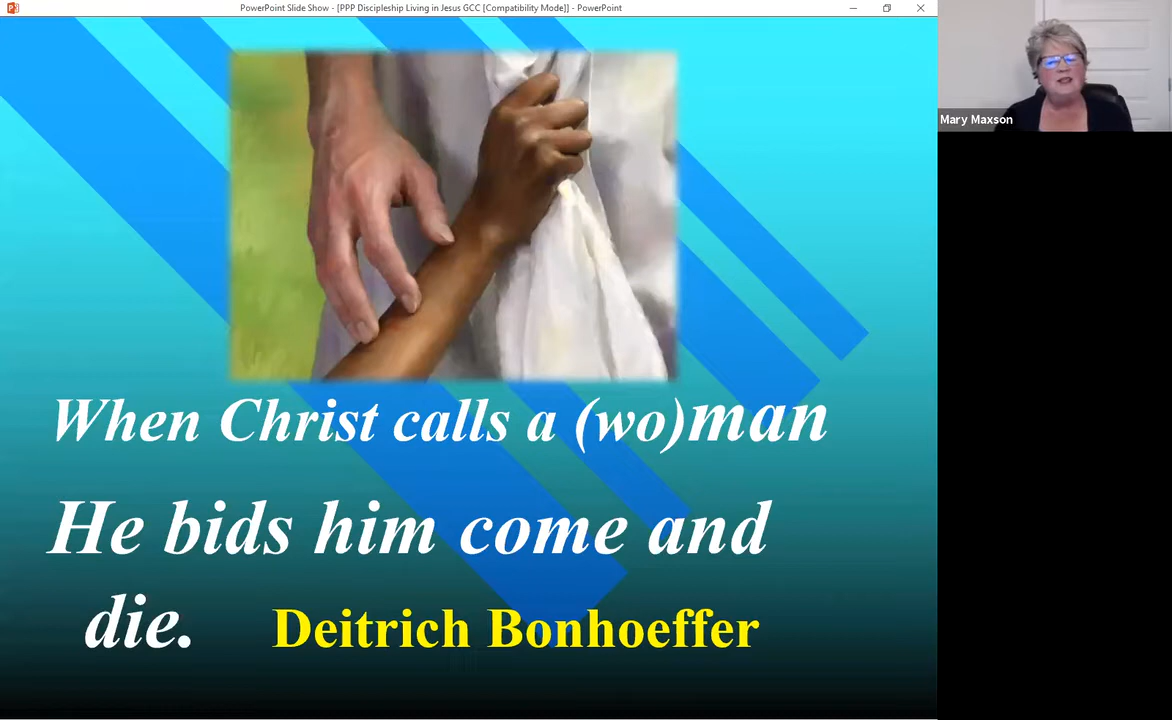 PowerPoint Slide Show - [PPP Discipleship Living in Jesus GCC [Compatibility Mode]] - PowerPoint
Mary Maxson
When Christ calls a (wo)man
He bids him come and
die. Deitrich Bonhoeffer